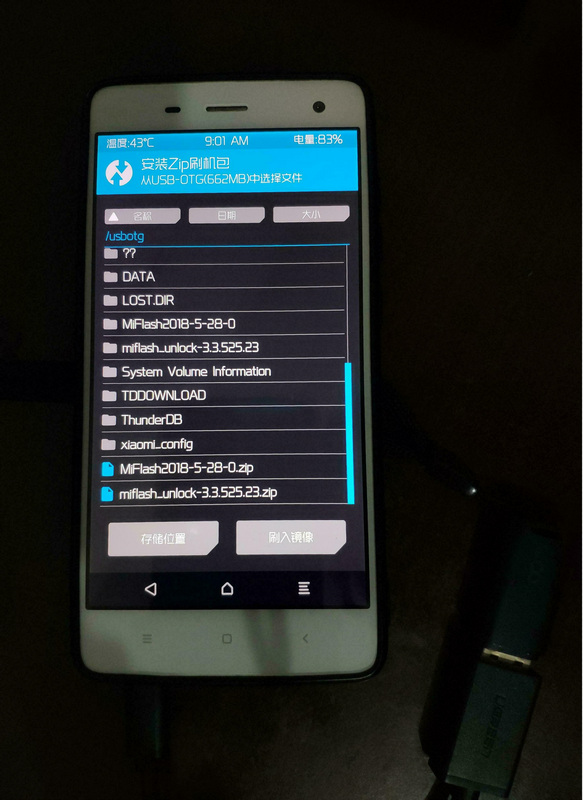 温度:43°C 9:01 AM 电量:83%
安装Zip刷机包
从USB-OTG(662MB)中选择文件
名称 日期 大小
/usbotg
??
DATA
LOST.DIR
MiFlash2018-5-28-0
miflash_unlock-3.3.525.23
System Volume Information
TDDOWNLOAD
ThunderDB
xiaomi_config
MiFlash2018-5-28-0.zip
miflash_unlock-3.3.525.23.zip
存储位置 刷入镜像